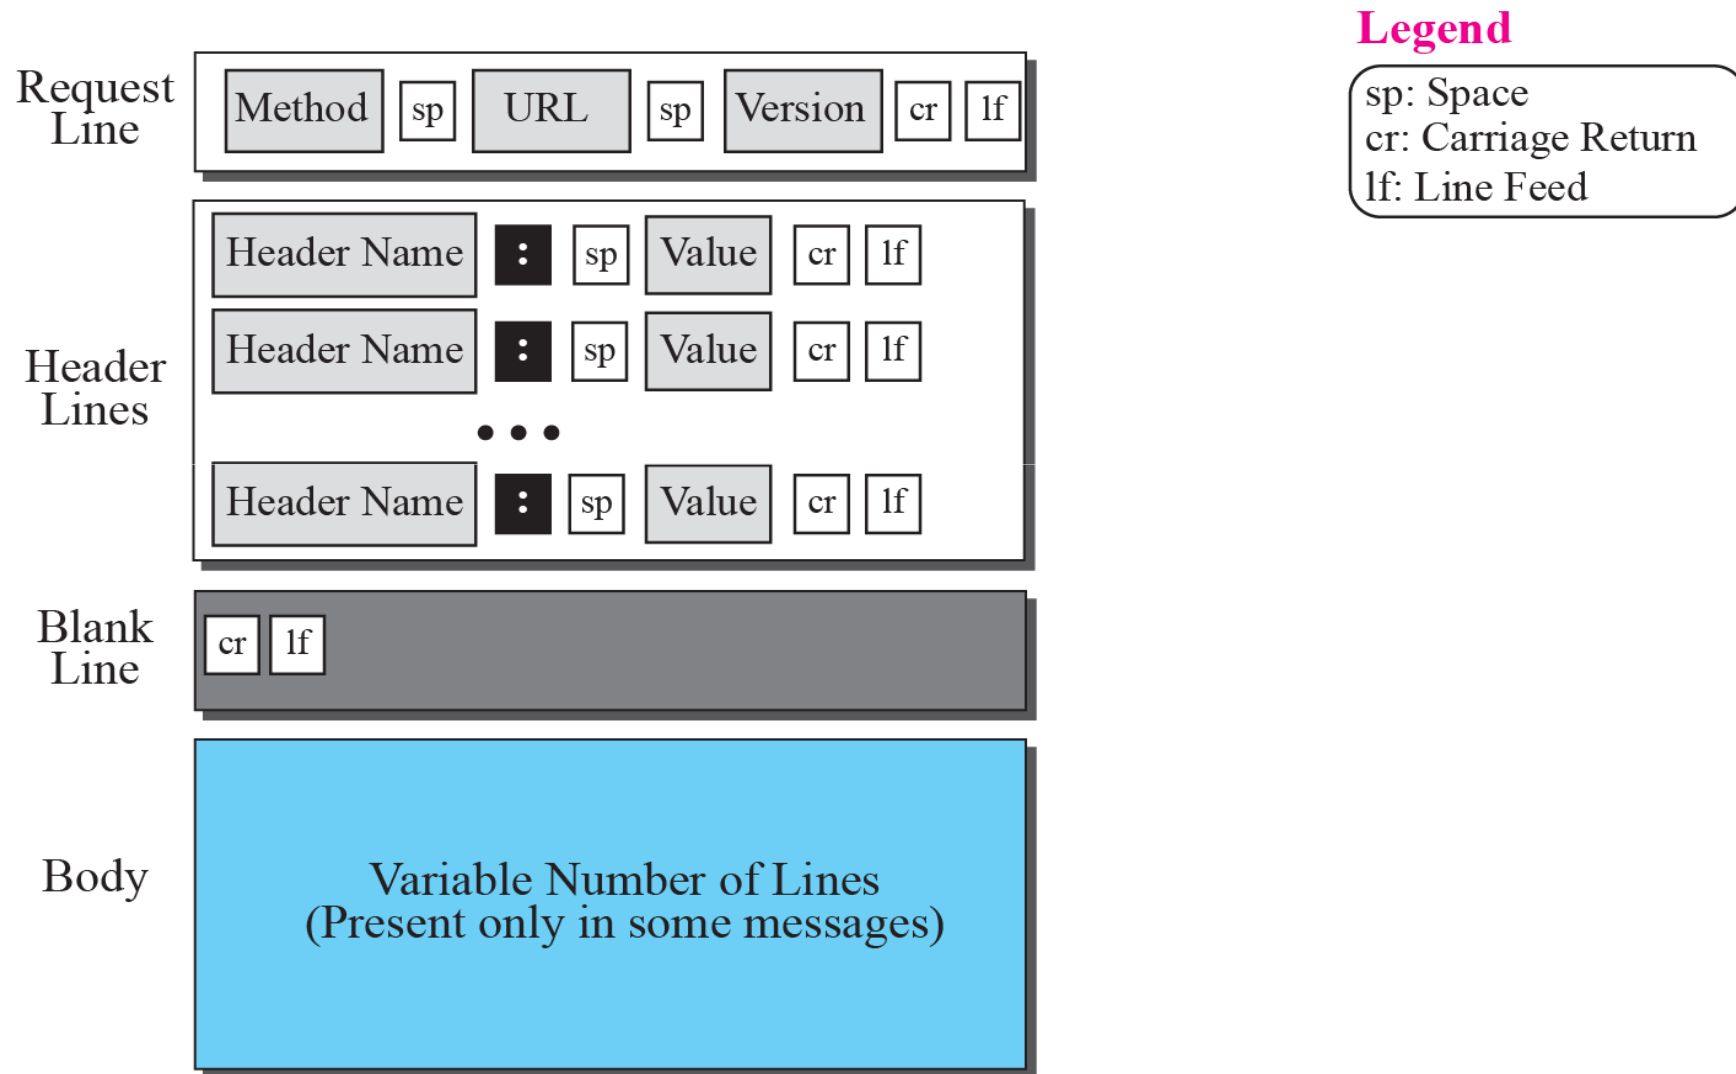 Legend
sp: Space
cr: Carriage Return
lf: Line Feed
Request
Line
Method sp URL sp Version cr lf
Header
Lines
Header Name : sp Value cr lf
Header Name : sp Value cr lf
•••
Header Name : sp Value cr lf
Blank
Line
cr lf
Body
Variable Number of Lines
(Present only in some messages)